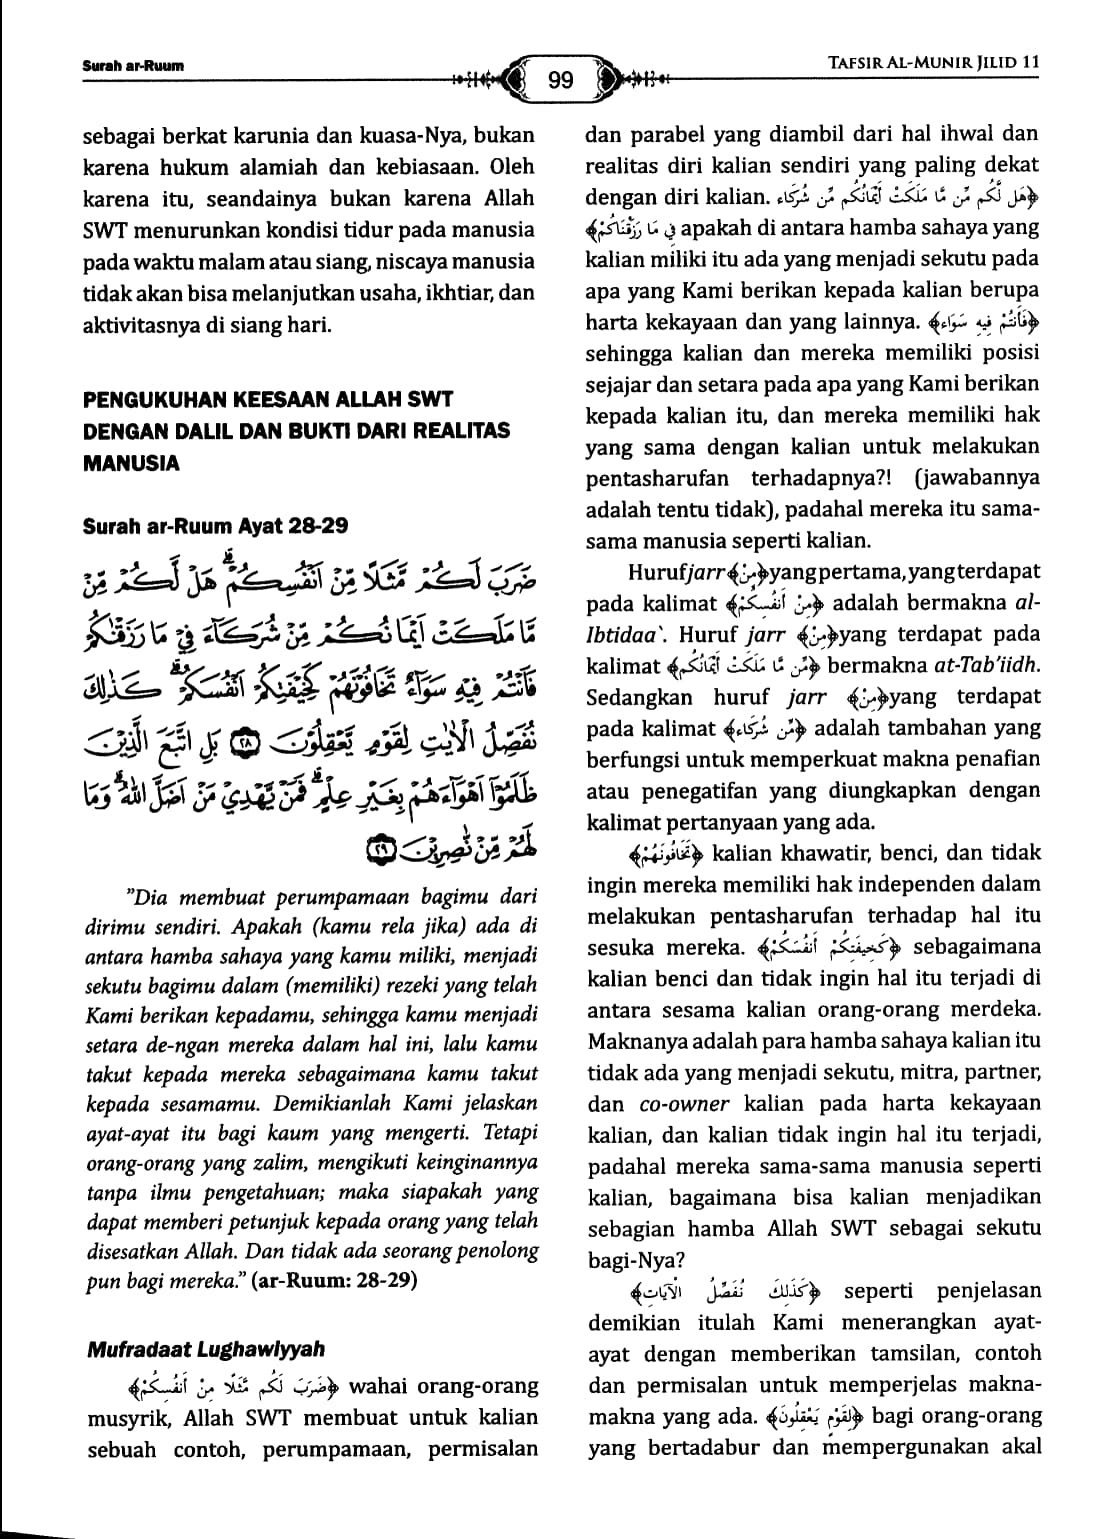 Surah ar-Ruum
99
TAFSIR AL-MUNIR JILID 11
sebagai berkat karunia dan kuasa-Nya, bukan
karena hukum alamiah dan kebiasaan. Oleh
karena itu, seandainya bukan karena Allah
SWT menurunkan kondisi tidur pada manusia
pada waktu malam atau siang, niscaya manusia
tidak akan bisa melanjutkan usaha, ikhtiar, dan
aktivitasnya di siang hari.
PENGUKUHAN KEESAAN ALLAH SWT
DENGAN DALIL DAN BUKTI DARI REALITAS
MANUSIA
Surah ar-Ruum Ayat 28-29
ضَرَبَ لَكُمْ مَّثَلًا مِّنْ اَنْفُسِكُمْۗ هَلْ لَّكُمْ مِّنْ
مَّا مَلَكَتْ اَيْمَانُكُمْ مِّنْ شُرَكَاۤءَ فِيْ مَا رَزَقْنٰكُمْ
فَاَنْتُمْ فِيْهِ سَوَاۤءٌ تَخَافُوْنَهُمْ كَخِيْفَتِكُمْ اَنْفُسَكُمْۗ كَذٰلِكَ
نُفَصِّلُ الْاٰيٰتِ لِقَوْمٍ يَّعْقِلُوْنَ ٢٨ بَلِ اتَّبَعَ الَّذِيْنَ
ظَلَمُوْٓا اَهْوَاۤءَهُمْ بِغَيْرِ عِلْمٍۗ فَمَنْ يَّهْدِيْ مَنْ اَضَلَّ اللّٰهُ ۗوَمَا
لَهُمْ مِّنْ نّٰصِرِيْنَ ٢٩
”Dia membuat perumpamaan bagimu dari
dirimu sendiri. Apakah (kamu rela jika) ada di
antara hamba sahaya yang kamu miliki, menjadi
sekutu bagimu dalam (memiliki) rezeki yang telah
Kami berikan kepadamu, sehingga kamu menjadi
setara de-ngan mereka dalam hal ini, lalu kamu
takut kepada mereka sebagaimana kamu takut
kepada sesamamu. Demikianlah Kami jelaskan
ayat-ayat itu bagi kaum yang mengerti. Tetapi
orang-orang yang zalim, mengikuti keinginannya
tanpa ilmu pengetahuan; maka siapakah yang
dapat memberi petunjuk kepada orang yang telah
disesatkan Allah. Dan tidak ada seorang penolong
pun bagi mereka.” (ar-Ruum: 28-29)
Mufradaat Lughawiyyah
﴿ضَرَبَ لَكُم مَّثَلًا مِنْ أَنفُسِكُمْ﴾ wahai orang-orang
musyrik, Allah SWT membuat untuk kalian
sebuah contoh, perumpamaan, permisalan
dan parabel yang diambil dari hal ihwal dan
realitas diri kalian sendiri yang paling dekat
dengan diri kalian. ﴿هَل لَّكُم مِّن مَّا مَلَكَتْ أَيْمَانُكُم مِّن شُرَكَاء
فِي مَا رَزَقْنَاكُمْ﴾ apakah di antara hamba sahaya yang
kalian miliki itu ada yang menjadi sekutu pada
apa yang Kami berikan kepada kalian berupa
harta kekayaan dan yang lainnya. ﴿فَأَنتُمْ فِيهِ سَوَاء﴾
sehingga kalian dan mereka memiliki posisi
sejajar dan setara pada apa yang Kami berikan
kepada kalian itu, dan mereka memiliki hak
yang sama dengan kalian untuk melakukan
pentasharufan terhadapnya?! (jawabannya
adalah tentu tidak), padahal mereka itu sama-
sama manusia seperti kalian.
Huruf jarr ﴿مِنْ﴾ yang pertama, yang terdapat
pada kalimat ﴿مِنْ أَنفُسِكُمْ﴾ adalah bermakna al-
Ibtidaa`. Huruf jarr ﴿مِنْ﴾ yang terdapat pada
kalimat ﴿مِّن مَّا مَلَكَتْ أَيْمَانُكُم﴾ bermakna at-Tab’iidh.
Sedangkan huruf jarr ﴿مِنْ﴾ yang terdapat
pada kalimat ﴿مِّن شُرَكَاء﴾ adalah tambahan yang
berfungsi untuk memperkuat makna penafian
atau penegatifan yang diungkapkan dengan
kalimat pertanyaan yang ada.
﴿تَخَافُونَهُمْ﴾ kalian khawatir, benci, dan tidak
ingin mereka memiliki hak independen dalam
melakukan pentasharufan terhadap hal itu
sesuka mereka. ﴿كَخِيفَتِكُمْ أَنفُسَكُمْ﴾ sebagaimana
kalian benci dan tidak ingin hal itu terjadi di
antara sesama kalian orang-orang merdeka.
Maknanya adalah para hamba sahaya kalian itu
tidak ada yang menjadi sekutu, mitra, partner,
dan co-owner kalian pada harta kekayaan
kalian, dan kalian tidak ingin hal itu terjadi,
padahal mereka sama-sama manusia seperti
kalian, bagaimana bisa kalian menjadikan
sebagian hamba Allah SWT sebagai sekutu
bagi-Nya?
﴿كَذَلِكَ نُفَصِّلُ الْآيَاتِ﴾ seperti penjelasan
demikian itulah Kami menerangkan ayat-
ayat dengan memberikan tamsilan, contoh
dan permisalan untuk memperjelas makna-
makna yang ada. ﴿لِقَوْمٍ يَعْقِلُونَ﴾ bagi orang-orang
yang bertadabur dan mempergunakan akal